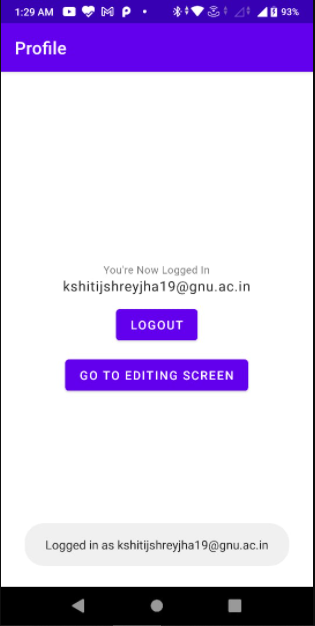 1:29 AM 93%
Profile
You're Now Logged In
kshitijshreyjha19@gnu.ac.in
LOGOUT
GO TO EDITING SCREEN
Logged in as kshitijshreyjha19@gnu.ac.in